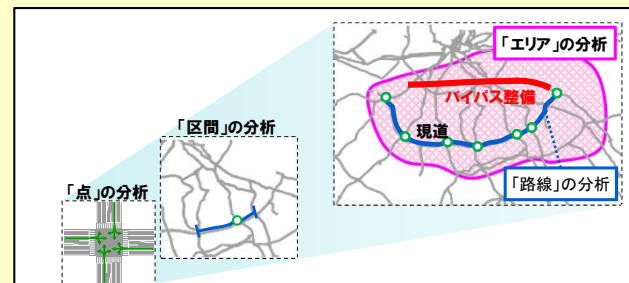 「エリア」の分析
バイパス整備
現道
「路線」の分析
「区間」の分析
「点」の分析